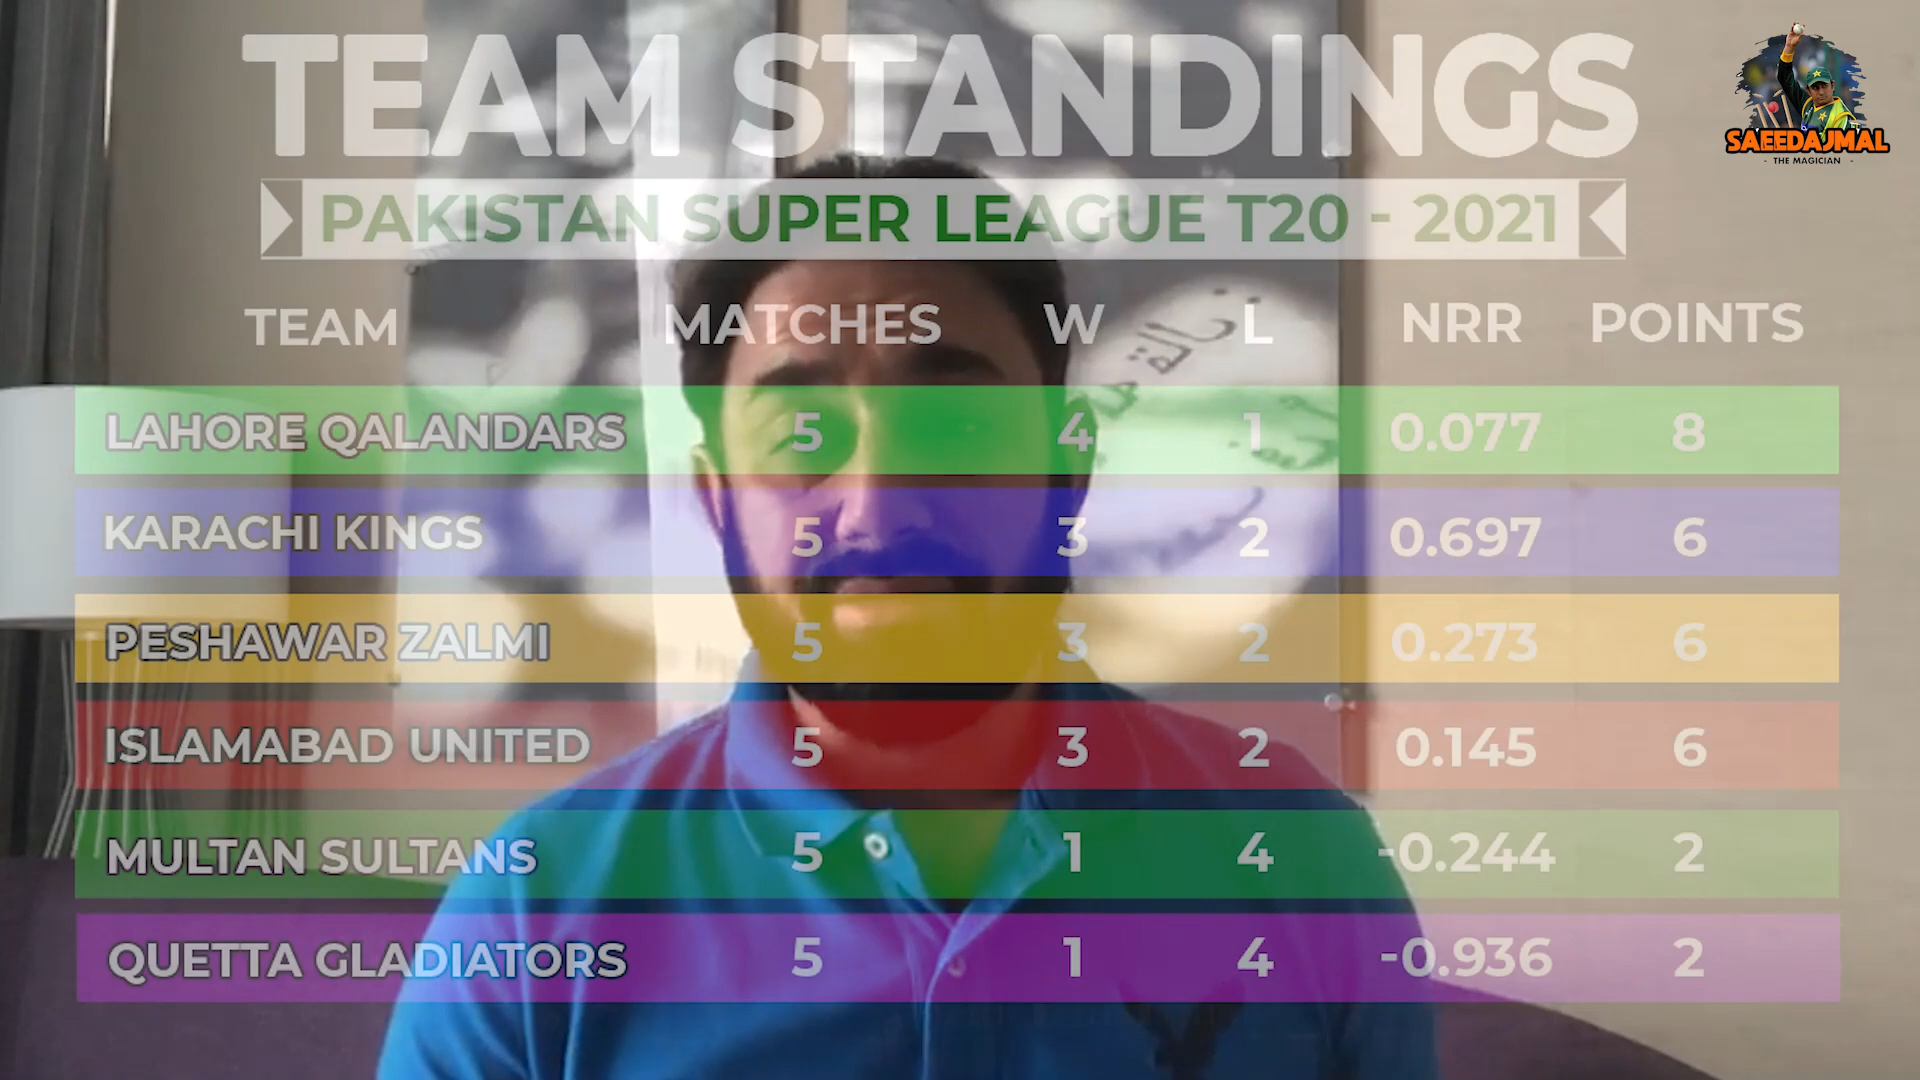 TEAM STANDINGS
SAEEDAJMAL
- THE MAGICIAN -
PAKISTAN SUPER LEAGUE T20 - 2021
TEAM MATCHES W L NRR POINTS
LAHORE QALANDARS 5 4 1 0.077 8
KARACHI KINGS 5 3 2 0.697 6
PESHAWAR ZALMI 5 3 2 0.273 6
ISLAMABAD UNITED 5 3 2 0.145 6
MULTAN SULTANS 5 1 4 -0.244 2
QUETTA GLADIATORS 5 1 4 -0.936 2